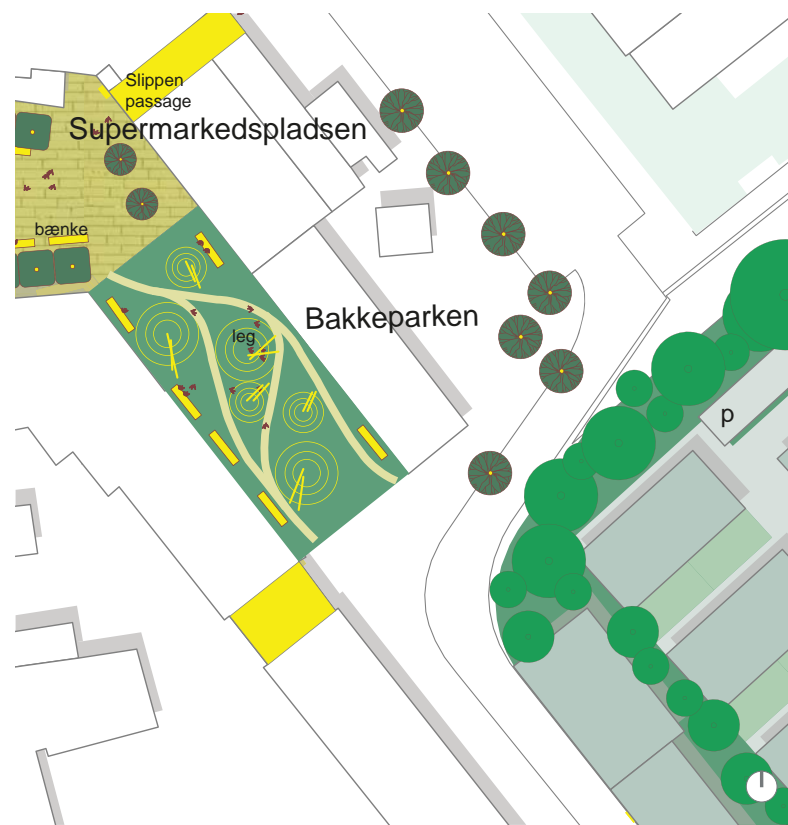 Slippen
passage
Supermarkedspladsen
bænke
Bakkeparken
leg
p